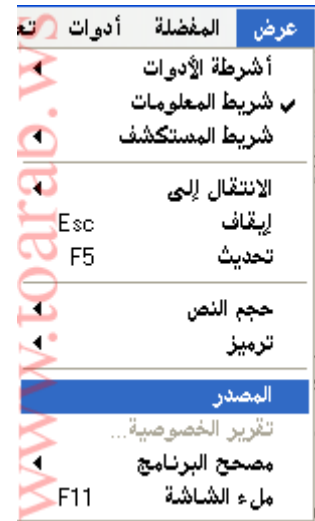 عرض المفضلة أدوات تع
أشرطة الأدوات
شريط المعلومات
شريط المستكشف
الانتقال إلى
إيقاف Esc
تحديث F5
حجم النص
ترميز
المصدر
تقرير الخصوصية...
مصحح البرنامج
ملء الشاشة F11
www.toarab.ws